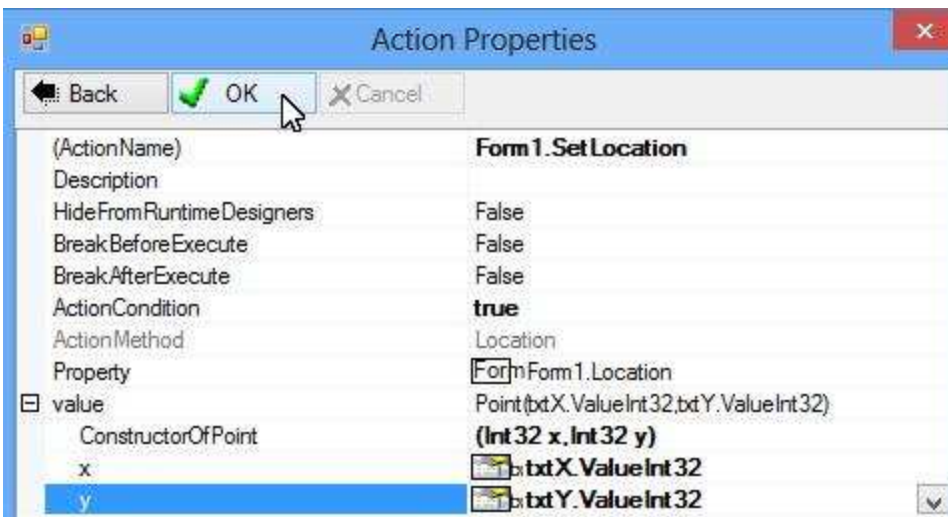 Action Properties
Back OK Cancel
(ActionName) Form1.SetLocation
Description
HideFromRuntimeDesigners False
BreakBeforeExecute False
BreakAfterExecute False
ActionCondition true
ActionMethod Location
Property Form Form1.Location
value Point(txtX.ValueInt32,txtY.ValueInt32)
ConstructorOfPoint (Int32 x,Int32 y)
x txtX.ValueInt32
y txtY.ValueInt32